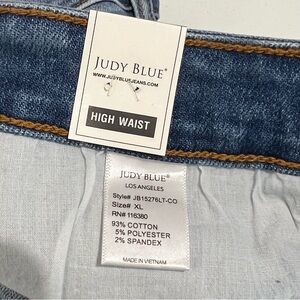 JUDY BLUE®
WWW.JUDYBLUEJEANS.COM
HIGH WAIST
JUDY BLUE®
LOS ANGELES
Style# JB15276LT-CO
Size# XL
RN# 116380
93% COTTON
5% POLYESTER
2% SPANDEX
MADE IN VIETNAM